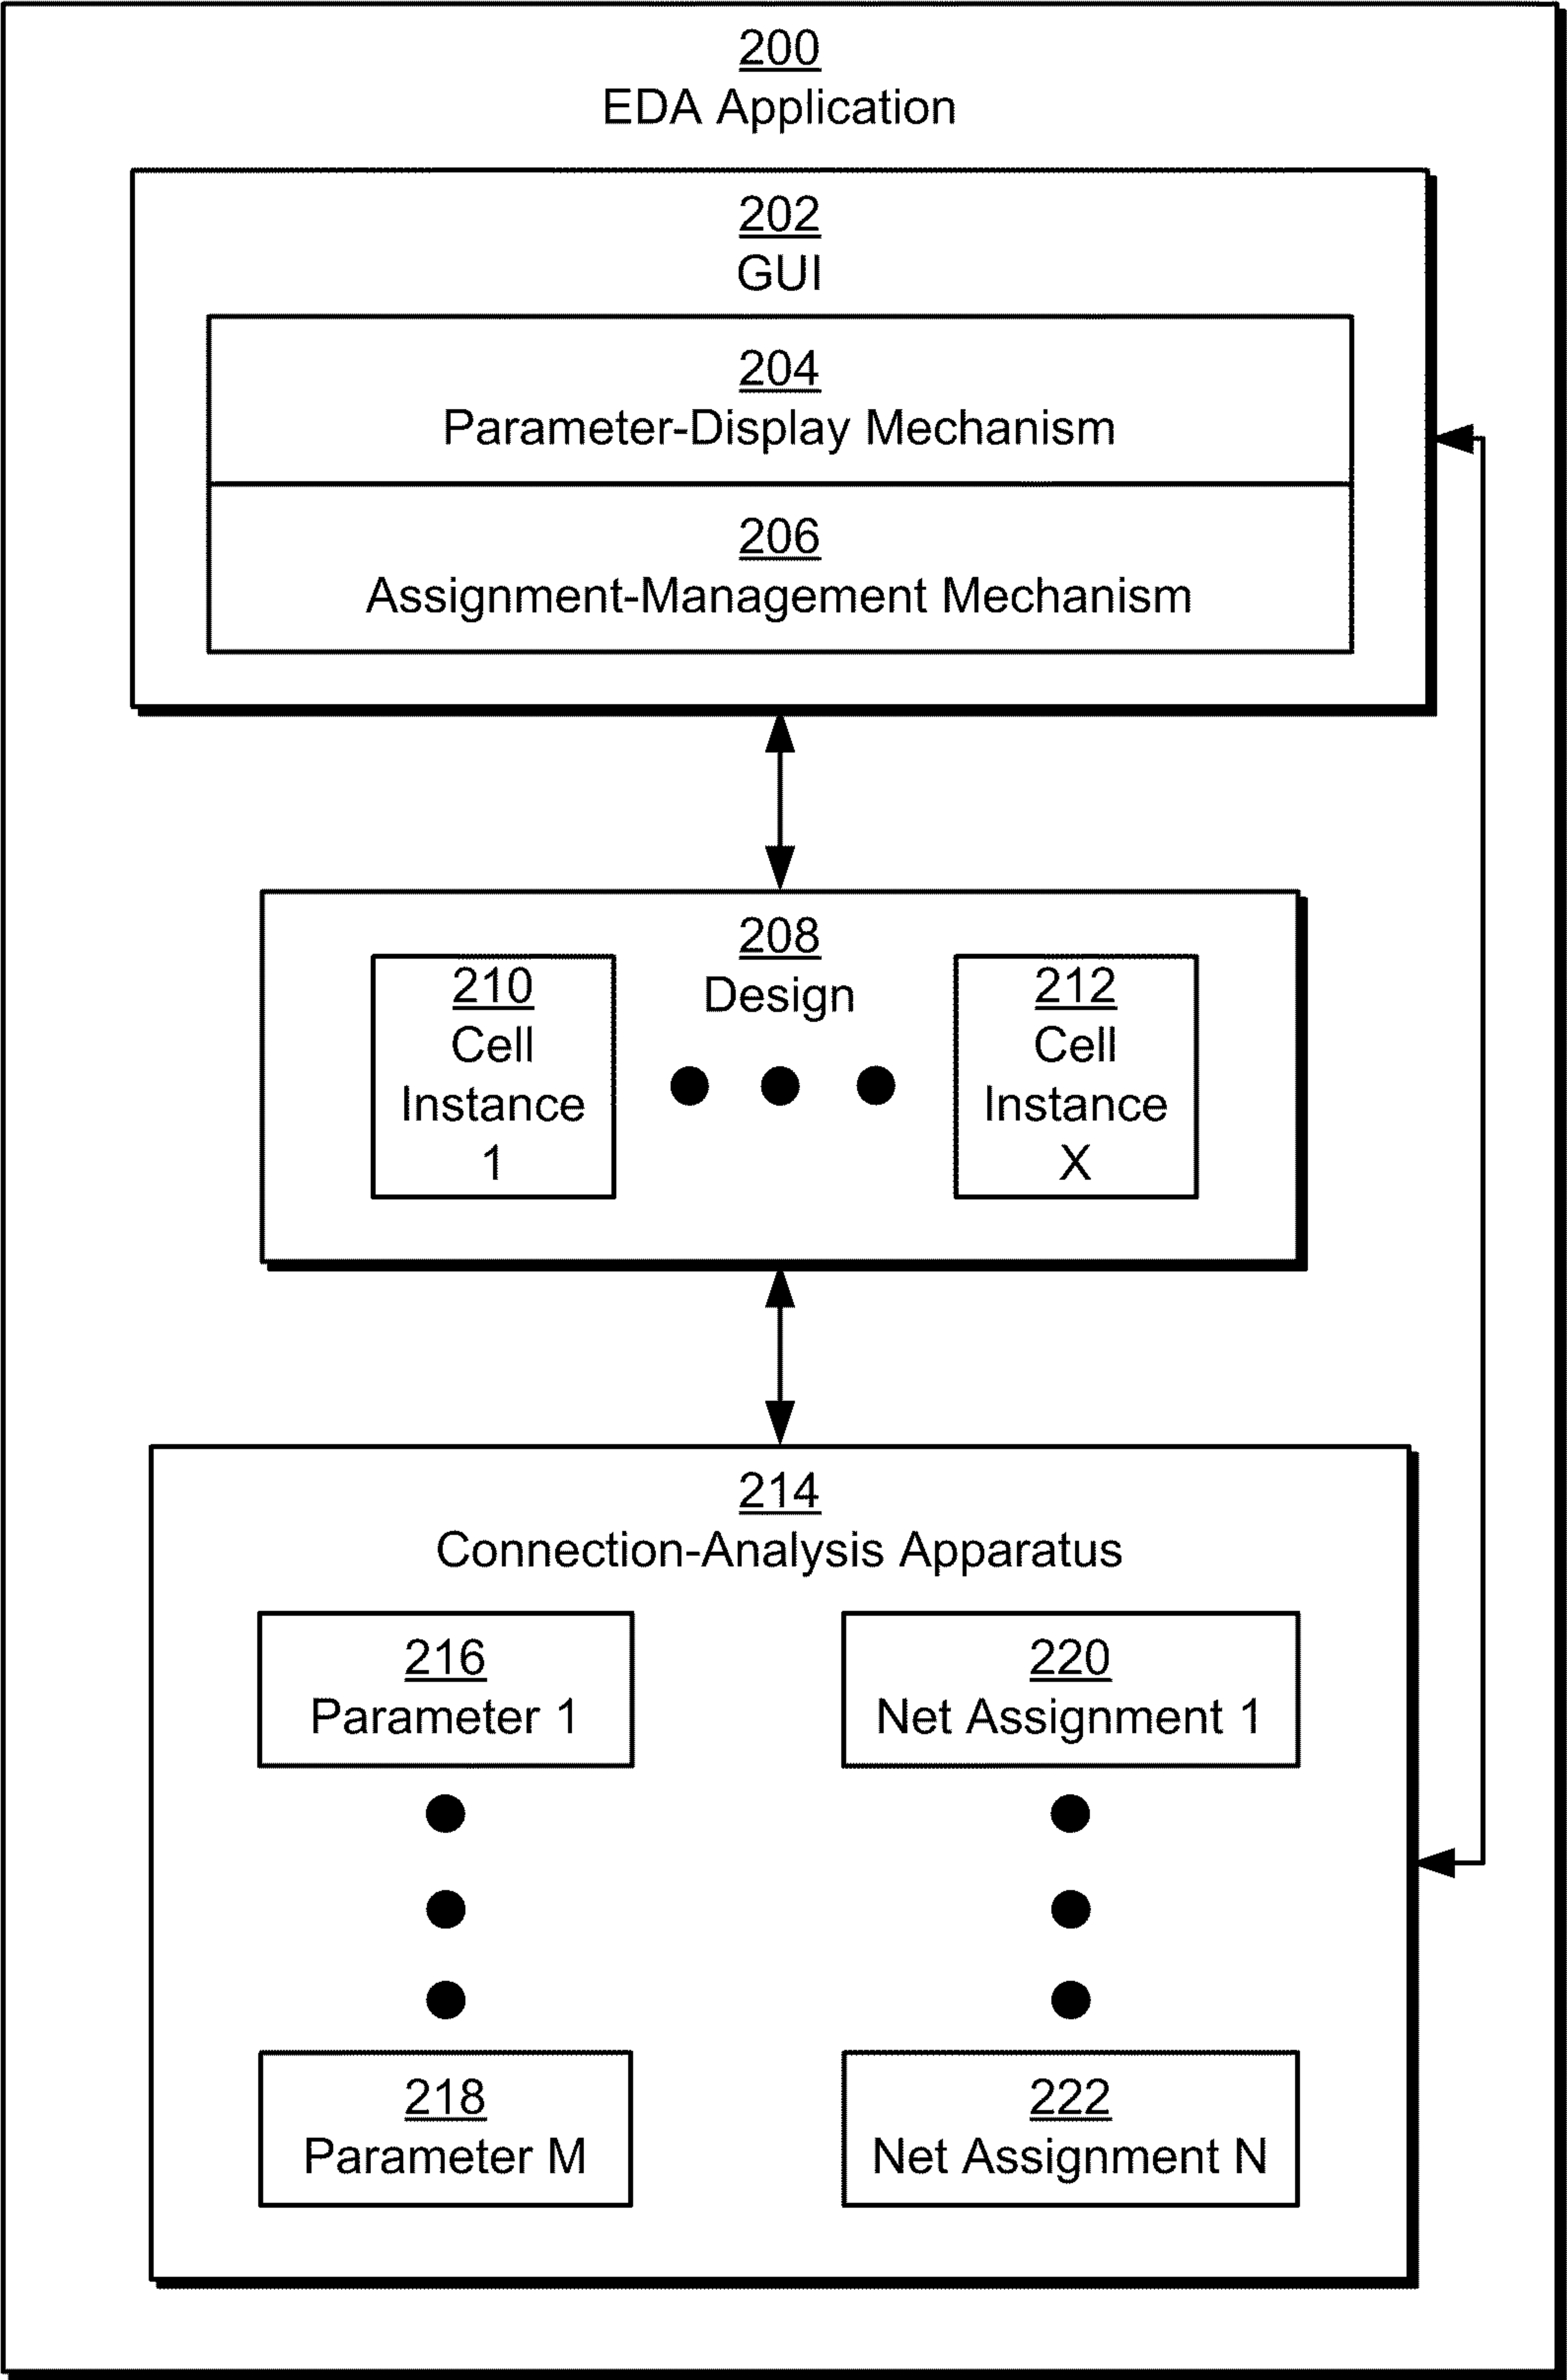 200
EDA Application
202
GUI
204
Parameter-Display Mechanism
206
Assignment-Management Mechanism
208
Design
210
Cell
Instance
1
212
Cell
Instance
X
214
Connection-Analysis Apparatus
216
Parameter 1
220
Net Assignment 1
218
Parameter M
222
Net Assignment N